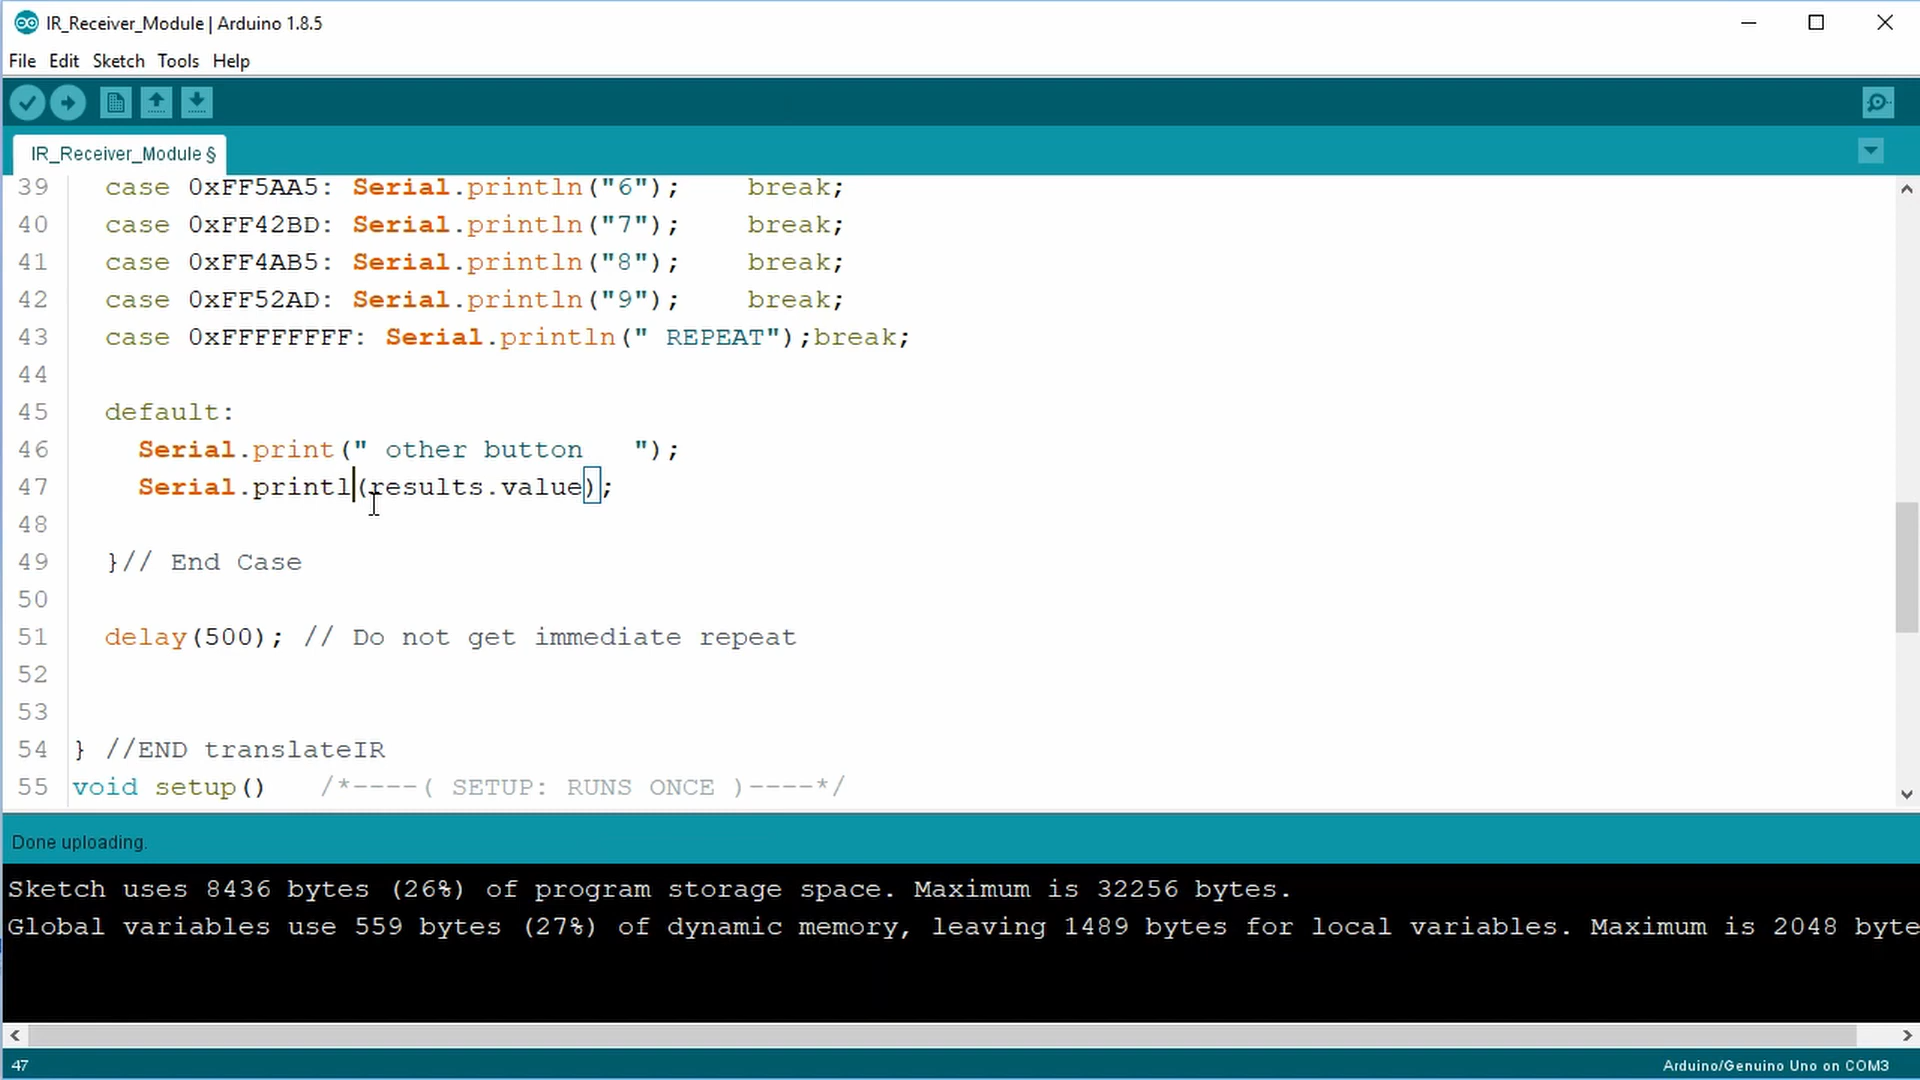 IR_Receiver_Module | Arduino 1.8.5
File Edit Sketch Tools Help
IR_Receiver_Module §
39 case 0xFF5AA5: Serial.println("6");    break;
40 case 0xFF42BD: Serial.println("7");    break;
41 case 0xFF4AB5: Serial.println("8");    break;
42 case 0xFF52AD: Serial.println("9");    break;
43 case 0xFFFFFFFF: Serial.println(" REPEAT");break;
44
45 default:
46 Serial.print(" other button   ");
47 Serial.printl(results.value);
48
49 }// End Case
50
51 delay(500); // Do not get immediate repeat
52
53
54 } //END translateIR
55 void setup()   /*----( SETUP: RUNS ONCE )----*/
Done uploading.
Sketch uses 8436 bytes (26%) of program storage space. Maximum is 32256 bytes.
Global variables use 559 bytes (27%) of dynamic memory, leaving 1489 bytes for local variables. Maximum is 2048 byte
47
Arduino/Genuino Uno on COM3